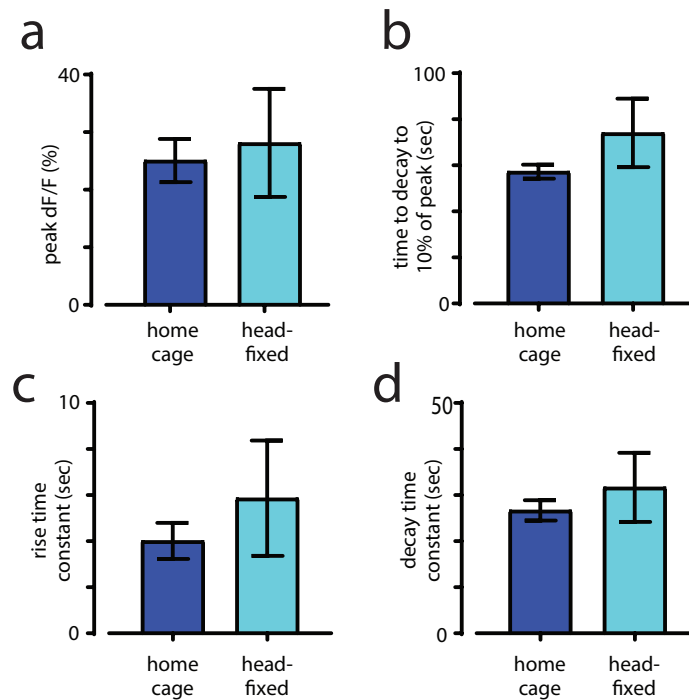 a
40
peak dF/F (%)
0
home
cage
head-
fixed
b
100
time to decay to
10% of peak (sec)
0
home
cage
head-
fixed
c
10
rise time
constant (sec)
0
home
cage
head-
fixed
d
50
decay time
constant (sec)
0
home
cage
head-
fixed